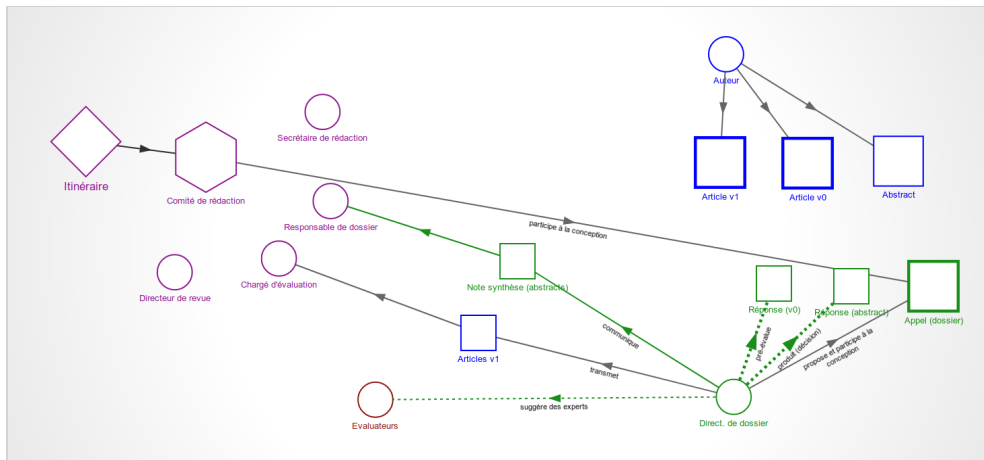 Auteur
Secrétaire de rédaction
Itinéraire
Comité de rédaction
Article v1
Article v0
Abstract
participe à la conception
Responsable de dossier
Chargé d'évaluation
Directeur de revue
Note synthèse (abstracts)
Réponse (v0)
Réponse (abstract)
Appel (dossier)
communique
pré-évalue
produit (décision)
propose et participe à la
conception
Articles v1
transmet
suggère des experts
Evaluateurs
Direct. de dossier